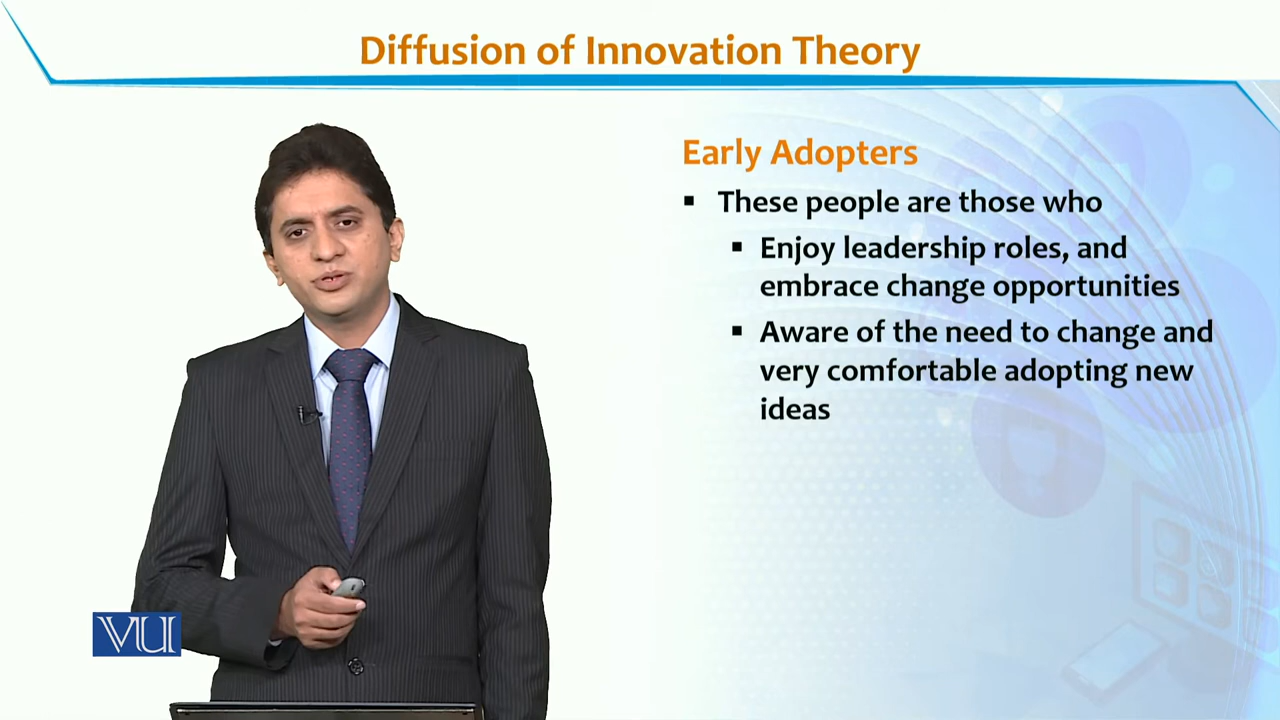 Diffusion of Innovation Theory
Early Adopters
▪ These people are those who
▪ Enjoy leadership roles, and
embrace change opportunities
▪ Aware of the need to change and
very comfortable adopting new
ideas
VU